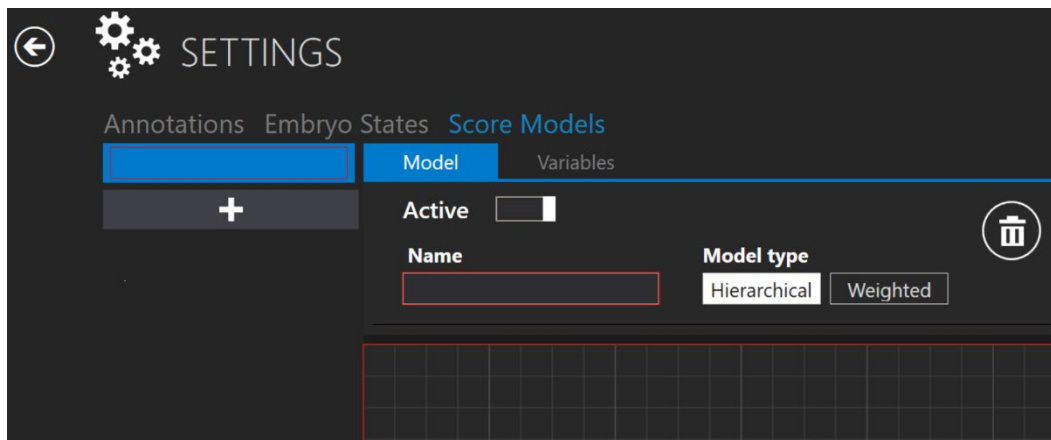 SETTINGS
Annotations Embryo States Score Models
Model Variables
Active
Name Model type
Hierarchical Weighted